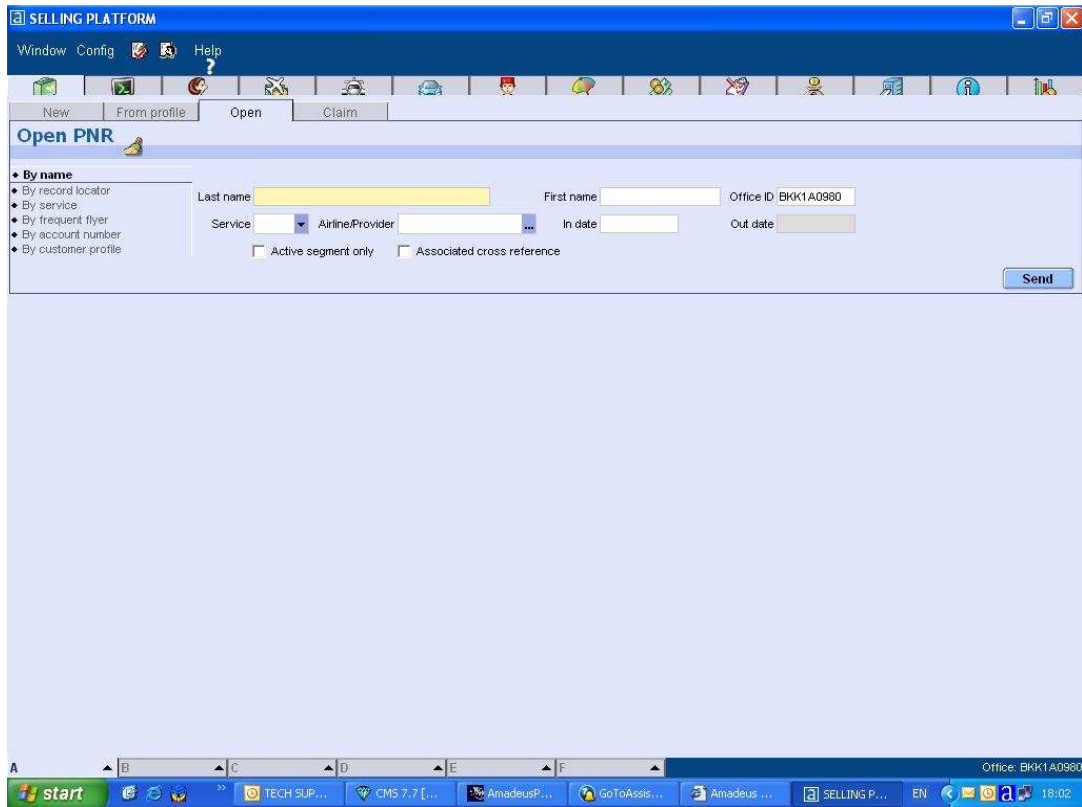 a SELLING PLATFORM
Window Config Help
?
New From profile Open Claim
Open PNR
By name
By record locator
By service
By frequent flyer
By account number
By customer profile
Last name First name Office ID BKK1A0980
Service Airline/Provider ... In date Out date
Active segment only Associated cross reference
Send
A B C D E F Office: BKK1A0980
start » TECH SUP... CMS 7.7 [... AmadeusP... GoToAssis... Amadeus ... a SELLING P... EN a 18:02